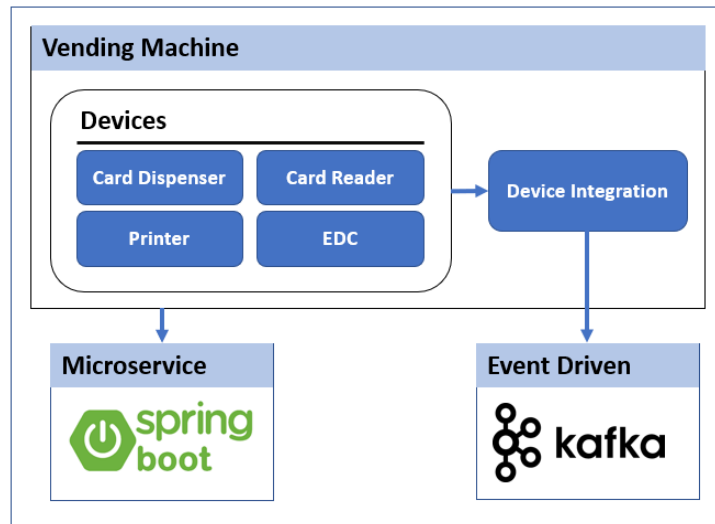 Vending Machine
Devices
Card Dispenser
Card Reader
Device Integration
Printer
EDC
Microservice
Event Driven
spring
boot
kafka